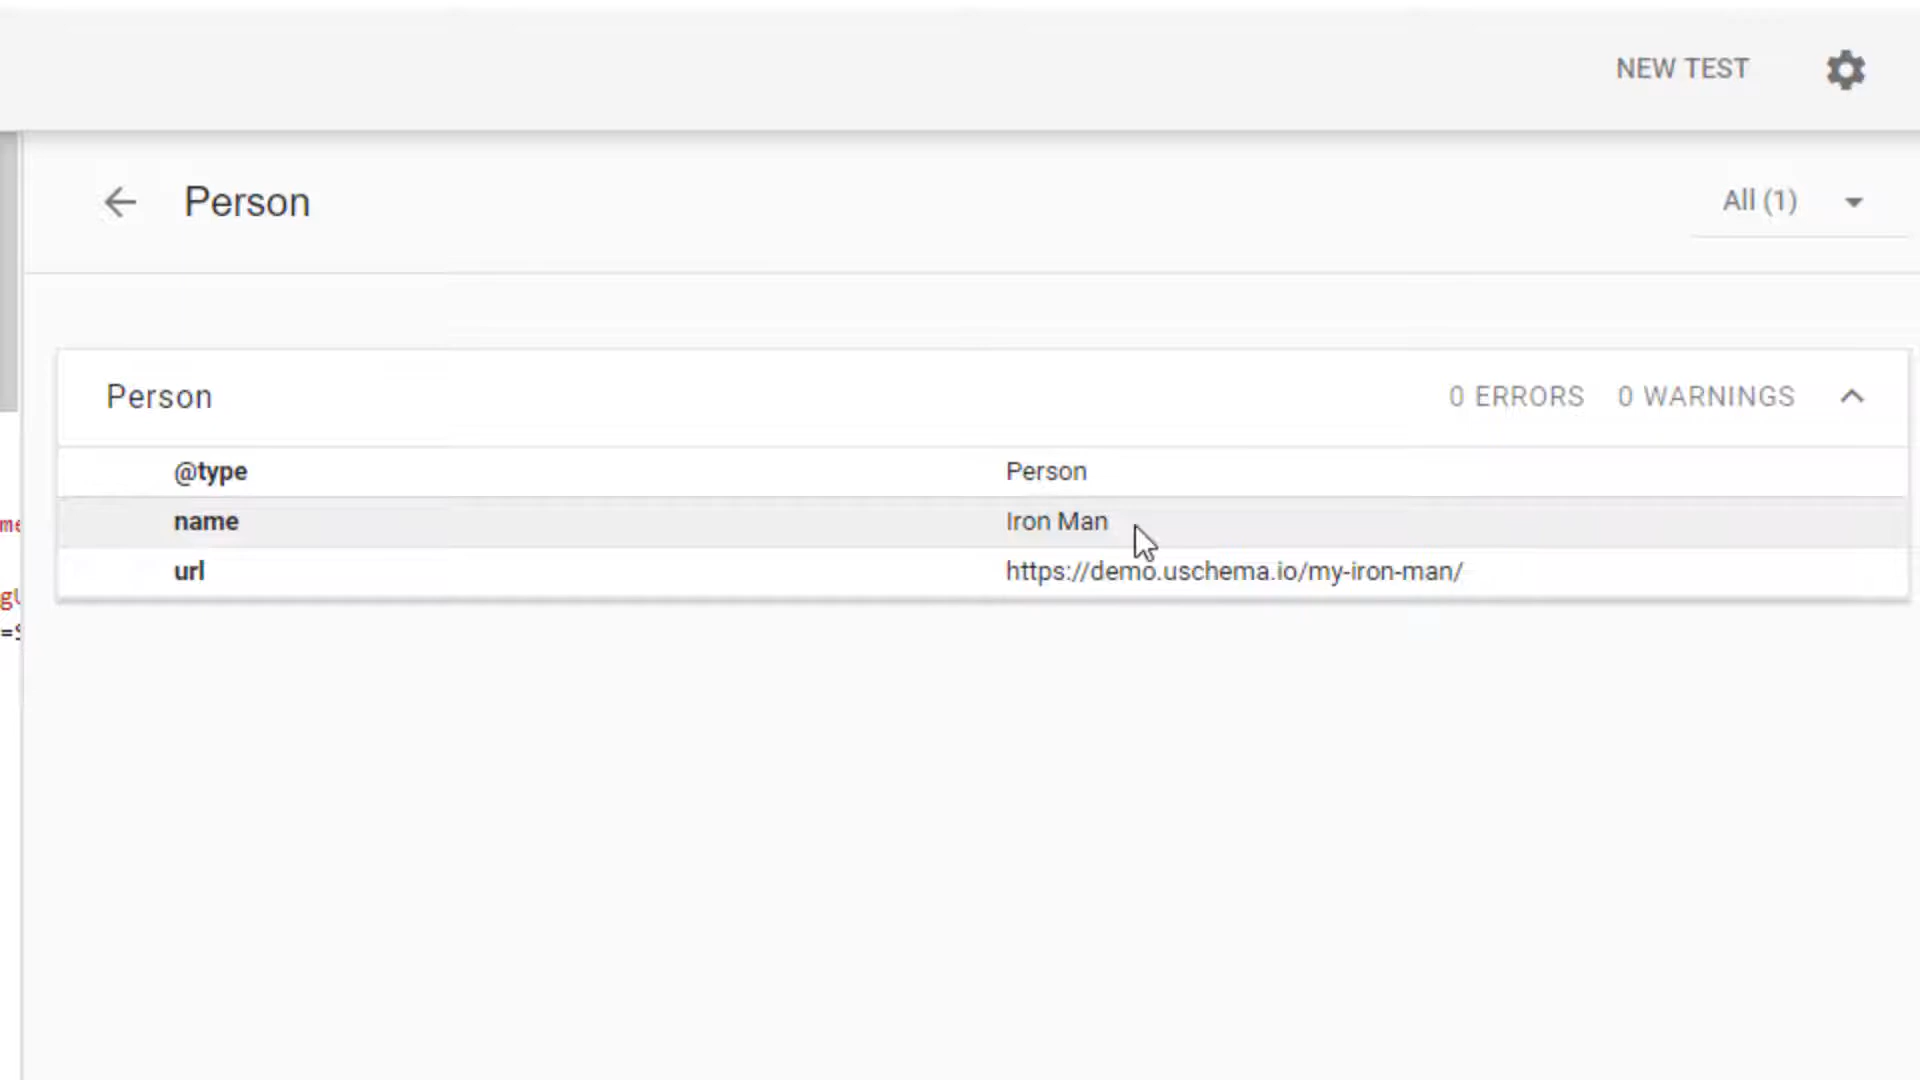 NEW TEST
Person
All (1)
Person
0 ERRORS 0 WARNINGS
@type Person
name Iron Man
url https://demo.uschema.io/my-iron-man/